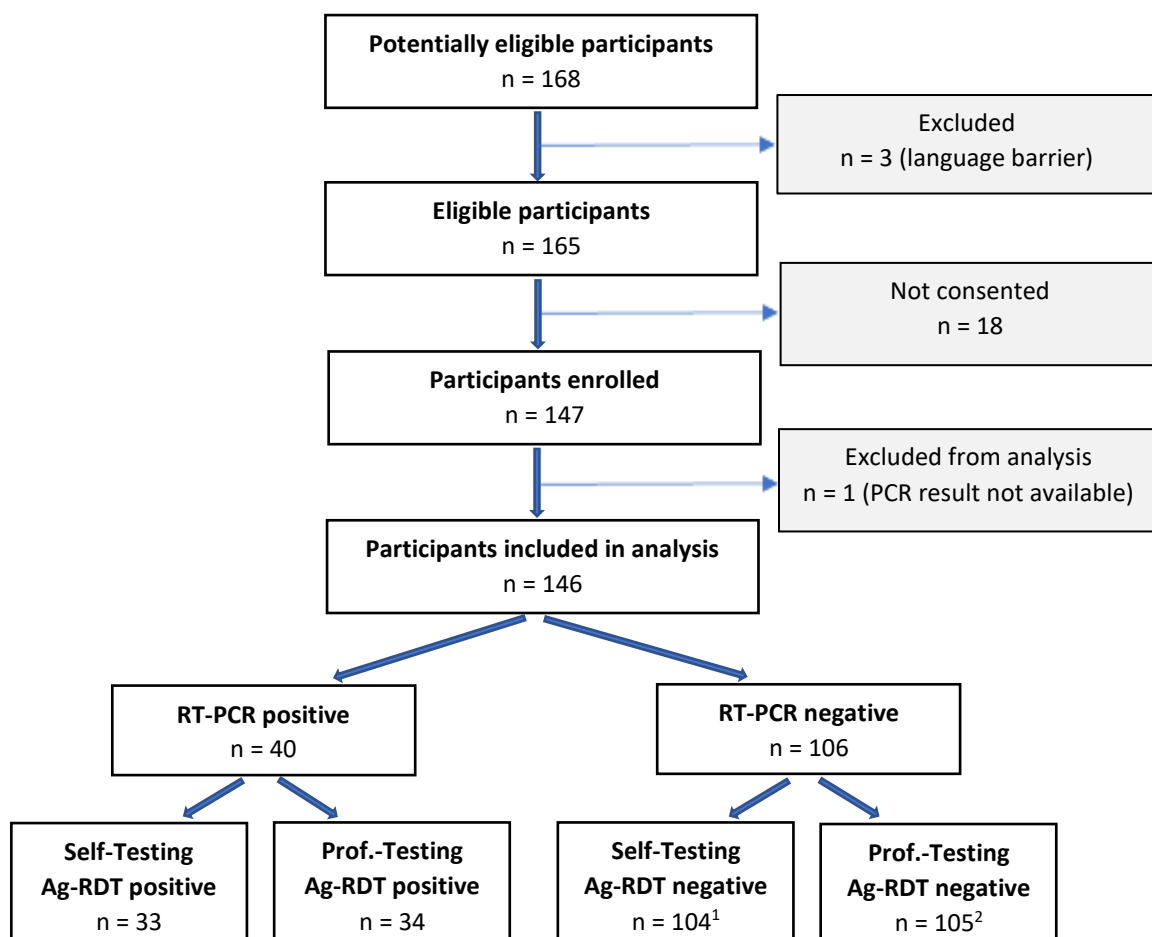 Potentially eligible participants
n = 168
Excluded
n = 3 (language barrier)
Eligible participants
n = 165
Not consented
n = 18
Participants enrolled
n = 147
Excluded from analysis
n = 1 (PCR result not available)
Participants included in analysis
n = 146
RT-PCR positive
n = 40
RT-PCR negative
n = 106
Self-Testing
Ag-RDT positive
n = 33
Prof.-Testing
Ag-RDT positive
n = 34
Self-Testing
Ag-RDT negative
n = 104¹
Prof.-Testing
Ag-RDT negative
n = 105²